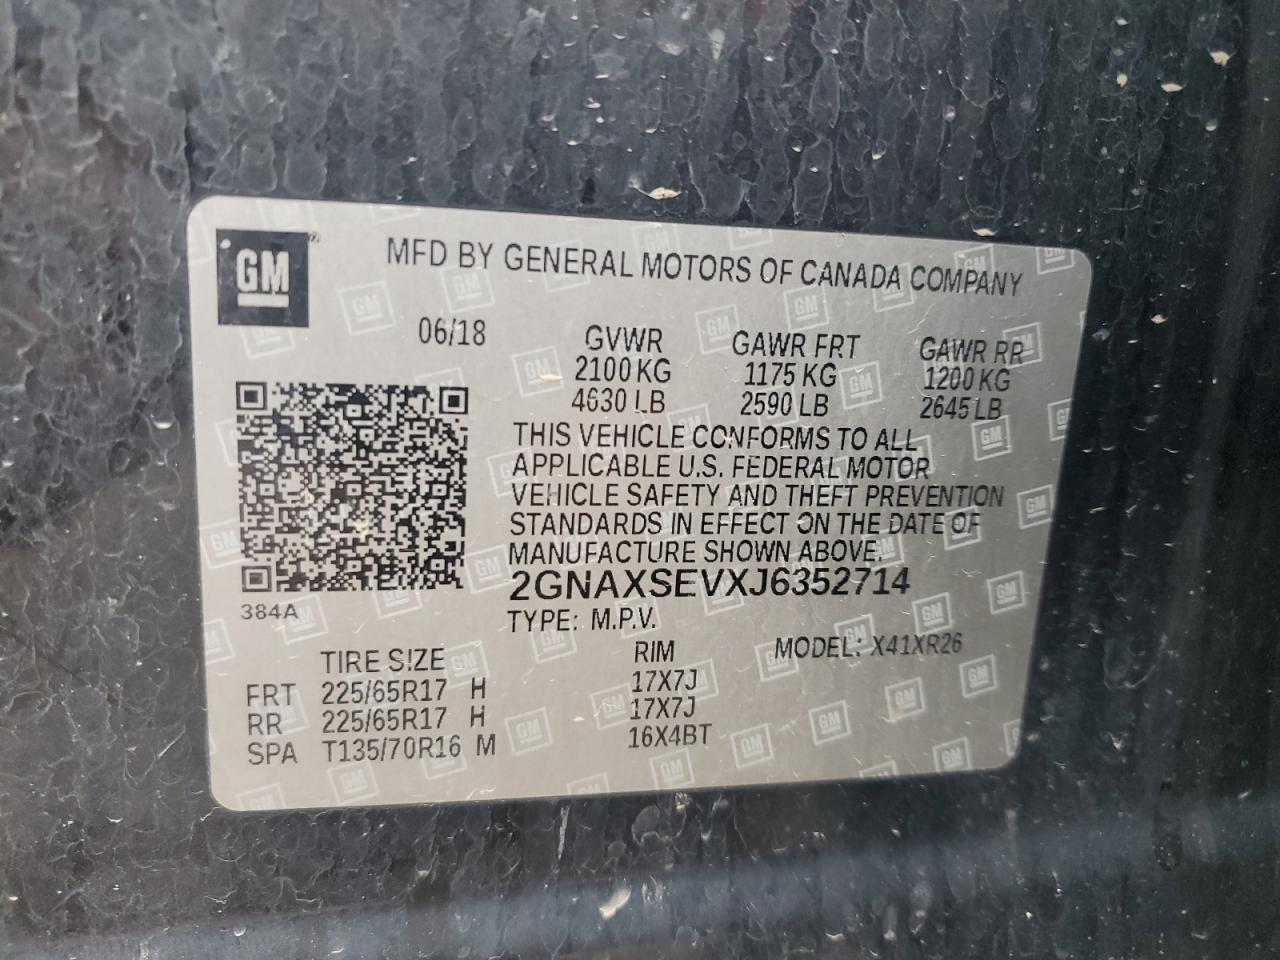 GM
MFD BY GENERAL MOTORS OF CANADA COMPANY
06/18 GVWR GAWR FRT GAWR RR
2100 KG 1175 KG 1200 KG
4630 LB 2590 LB 2645 LB
THIS VEHICLE CONFORMS TO ALL
APPLICABLE U.S. FEDERAL MOTOR
VEHICLE SAFETY AND THEFT PREVENTION
STANDARDS IN EFFECT ON THE DATE OF
MANUFACTURE SHOWN ABOVE.
2GNAXSEVXJ6352714
384A
TYPE: M.P.V.
MODEL: X41XR26
TIRE SIZE RIM
FRT 225/65R17 H 17X7J
RR 225/65R17 H 17X7J
SPA T135/70R16 M 16X4BT